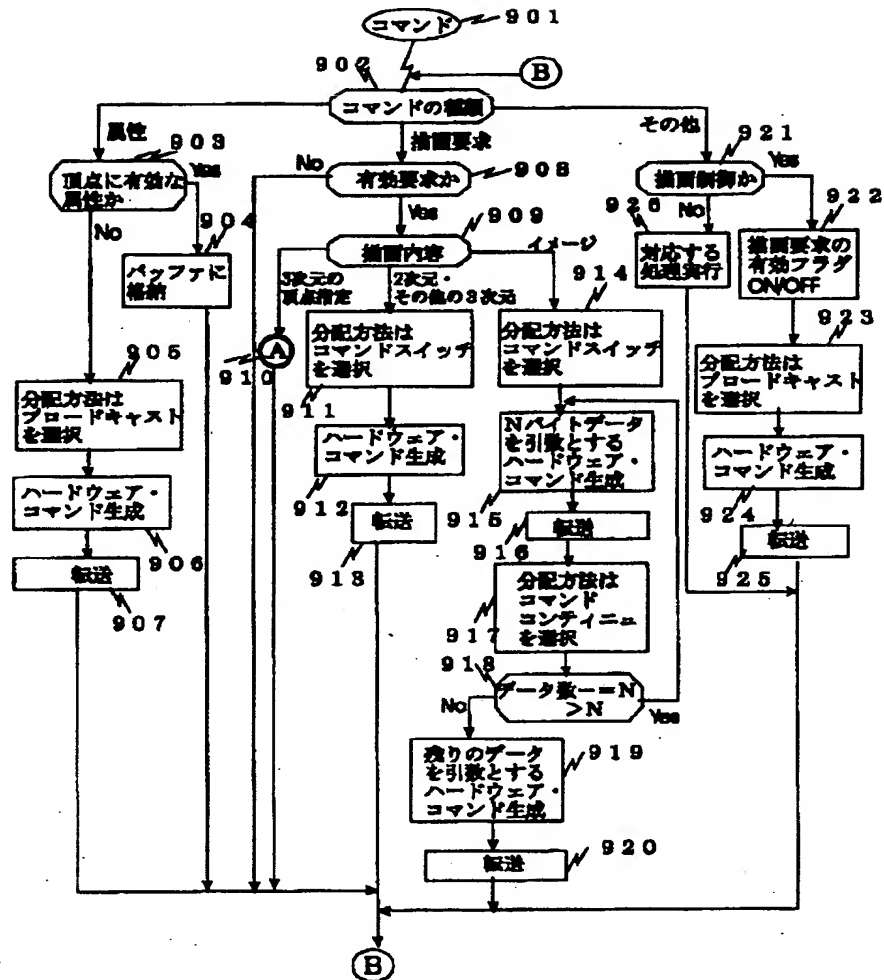 コマンド
901
902
B
コマンドの種類
属性
描画要求
その他
903
頂点に有効な
属性か
Yes
No
904
バッファに
格納
No
908
有効要求か
Yes
909
描画内容
イメージ
921
描画制御か
Yes
No
926
対応する
処理実行
922
描画要求の
有効フラグ
ON/OFF
3次元の
頂点指定
2次元・
その他の3次元
914
A
910
分配方法は
コマンドスイッチ
を選択
911
分配方法は
コマンドスイッチ
を選択
923
分配方法は
ブロードキャスト
を選択
905
分配方法は
ブロードキャスト
を選択
ハードウェア・
コマンド生成
912
Nバイトデータ
を引数とする
ハードウェア・
コマンド生成
915
ハードウェア・
コマンド生成
924
ハードウェア・
コマンド生成
906
転送
913
転送
916
転送
925
転送
907
分配方法は
コマンド
コンティニュ
を選択
917
918
データ数－＝N
＞N
No
Yes
残りのデータ
を引数とする
ハードウェア・
コマンド生成
919
転送
920
B